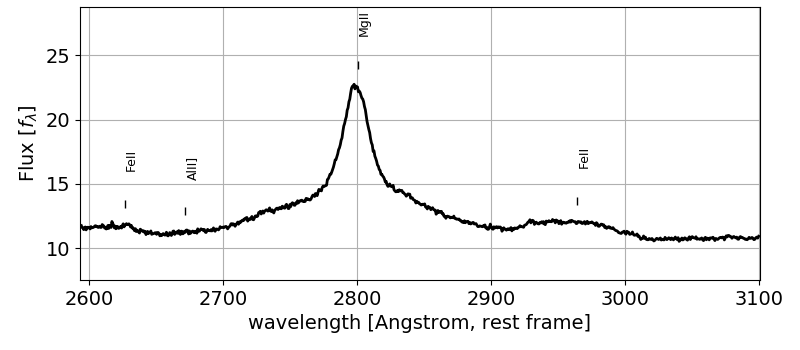 MgII
FeII
AlII]
FeII
Flux [fλ]
25
20
15
10
2600 2700 2800 2900 3000 3100
wavelength [Angstrom, rest frame]